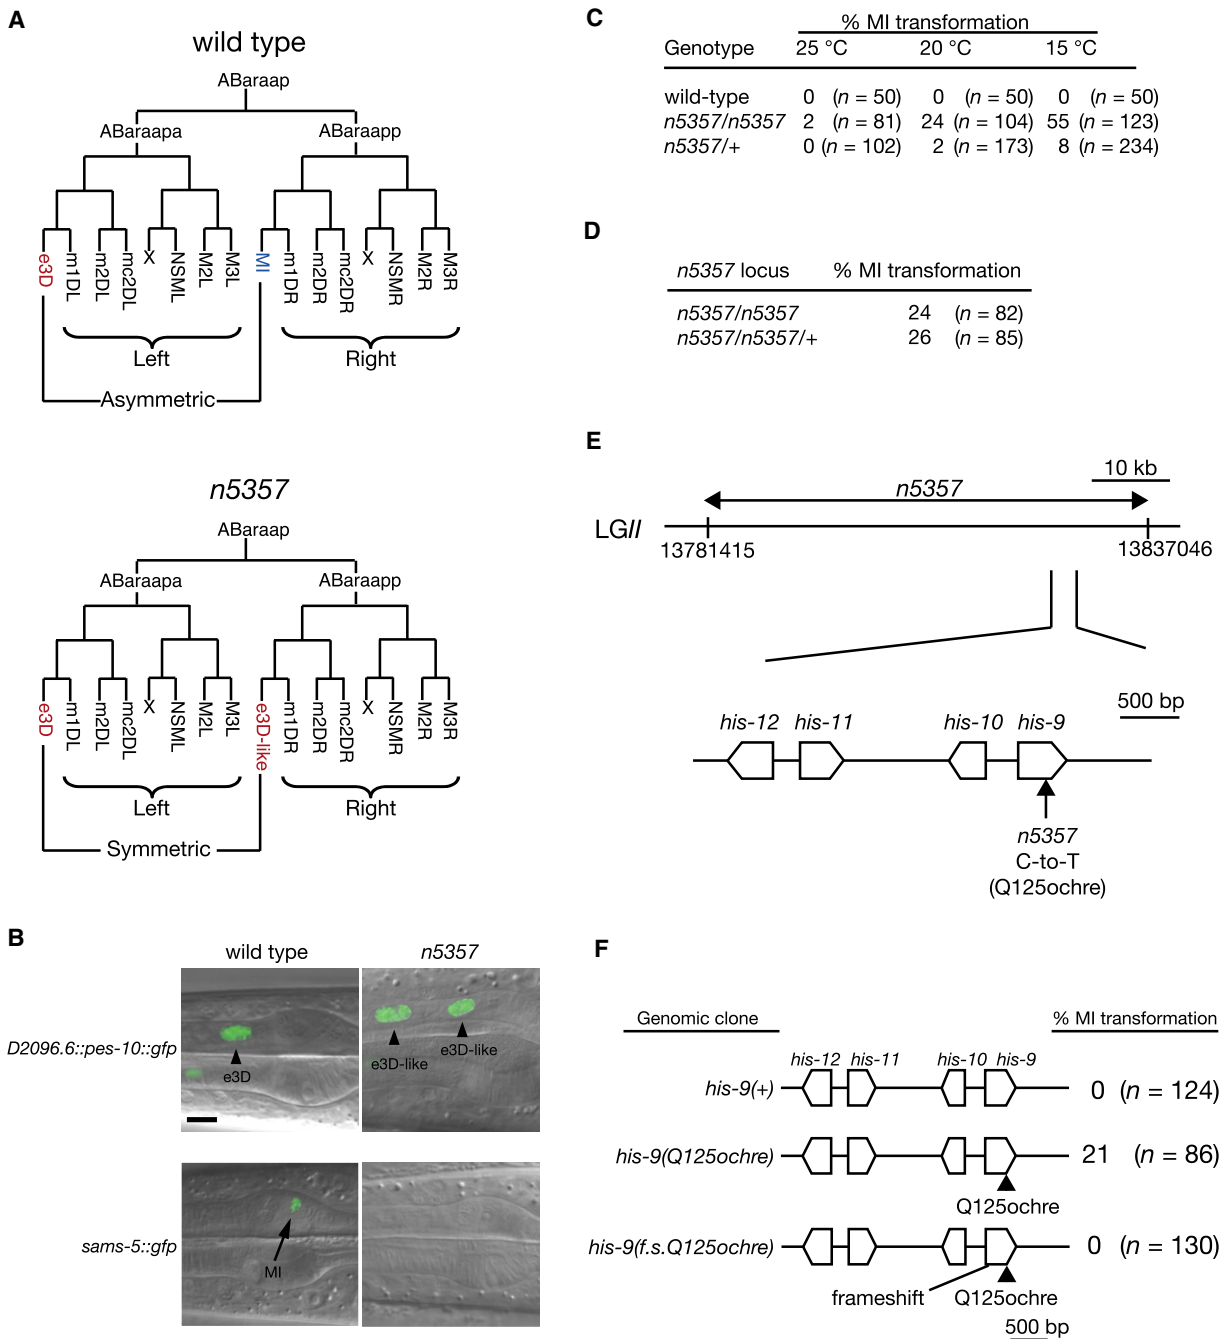 A
wild type
ABaraap
ABaraapa
ABaraapp
e3D
m1DL
m2DL
mc2DL
X
NSML
M2L
M3L
MI
m1DR
m2DR
mc2DR
X
NSMR
M2R
M3R
Left
Right
Asymmetric
n5357
ABaraap
ABaraapa
ABaraapp
e3D
m1DL
m2DL
mc2DL
X
NSML
M2L
M3L
e3D-like
m1DR
m2DR
mc2DR
X
NSMR
M2R
M3R
Left
Right
Symmetric
B
wild type
n5357
D2096.6::pes-10::gfp
e3D
e3D-like
e3D-like
sams-5::gfp
MI
C
% MI transformation
Genotype 25 °C 20 °C 15 °C
wild-type 0 (n = 50) 0 (n = 50) 0 (n = 50)
n5357/n5357 2 (n = 81) 24 (n = 104) 55 (n = 123)
n5357/+ 0 (n = 102) 2 (n = 173) 8 (n = 234)
D
n5357 locus % MI transformation
n5357/n5357 24 (n = 82)
n5357/n5357/+ 26 (n = 85)
E
10 kb
n5357
LGII
13781415
13837046
500 bp
his-12 his-11 his-10 his-9
n5357
C-to-T
(Q125ochre)
F
Genomic clone % MI transformation
his-12 his-11 his-10 his-9
his-9(+) 0 (n = 124)
his-9(Q125ochre) 21 (n = 86)
Q125ochre
his-9(f.s.Q125ochre) 0 (n = 130)
frameshift Q125ochre
500 bp